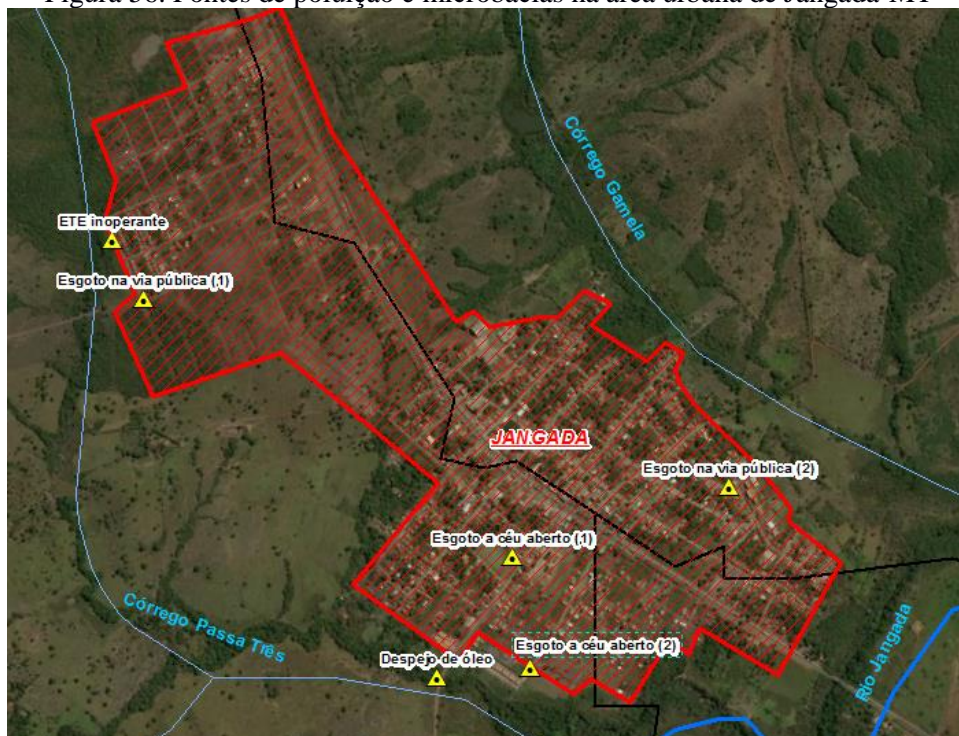 Figura 38. Fontes de poluição e microbacias na área urbana de Jangada-MT
Córrego Gamela
ETE inoperante
Esgoto na via pública (1)
JANGADA
Esgoto na via pública (2)
Esgoto a céu aberto (1)
Córrego Passa Três
Esgoto a céu aberto (2)
Despejo de óleo
Rio Jangada